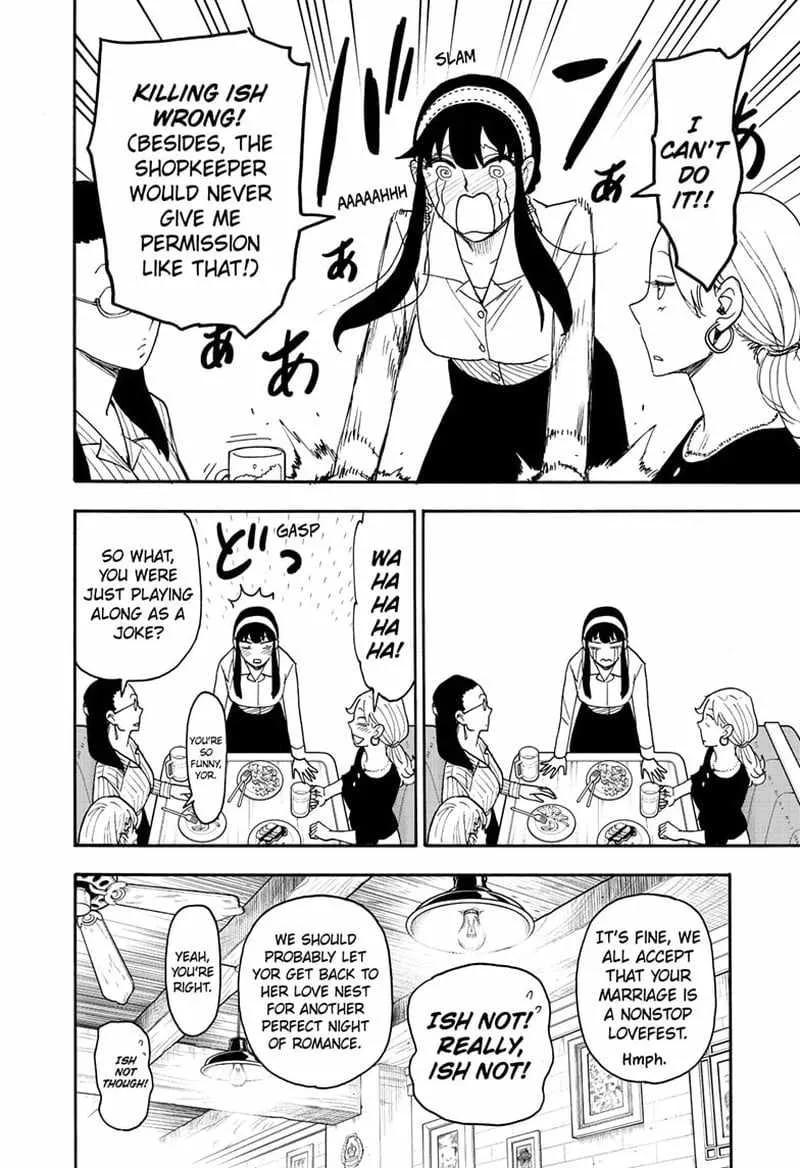 I
CAN'T
DO
IT!!
SLAM
KILLING ISH
WRONG!
(BESIDES, THE
SHOPKEEPER
WOULD NEVER
GIVE ME
PERMISSION
LIKE THAT!)
AAAAAHHH
あ
あ
あ
あ
WA
HA
HA
HA
HA!
GASP
どっ
YOU'RE
SO
FUNNY,
YOR.
SO WHAT,
YOU WERE
JUST PLAYING
ALONG AS A
JOKE?
IT'S FINE, WE
ALL ACCEPT
THAT YOUR
MARRIAGE IS
A NONSTOP
LOVEFEST.
Hmph.
ISH NOT!
REALLY,
ISH NOT!
WE SHOULD
PROBABLY LET
YOR GET BACK TO
HER LOVE NEST
FOR ANOTHER
PERFECT NIGHT
OF ROMANCE.
YEAH,
YOU'RE
RIGHT.
ISH
NOT
THOUGH!